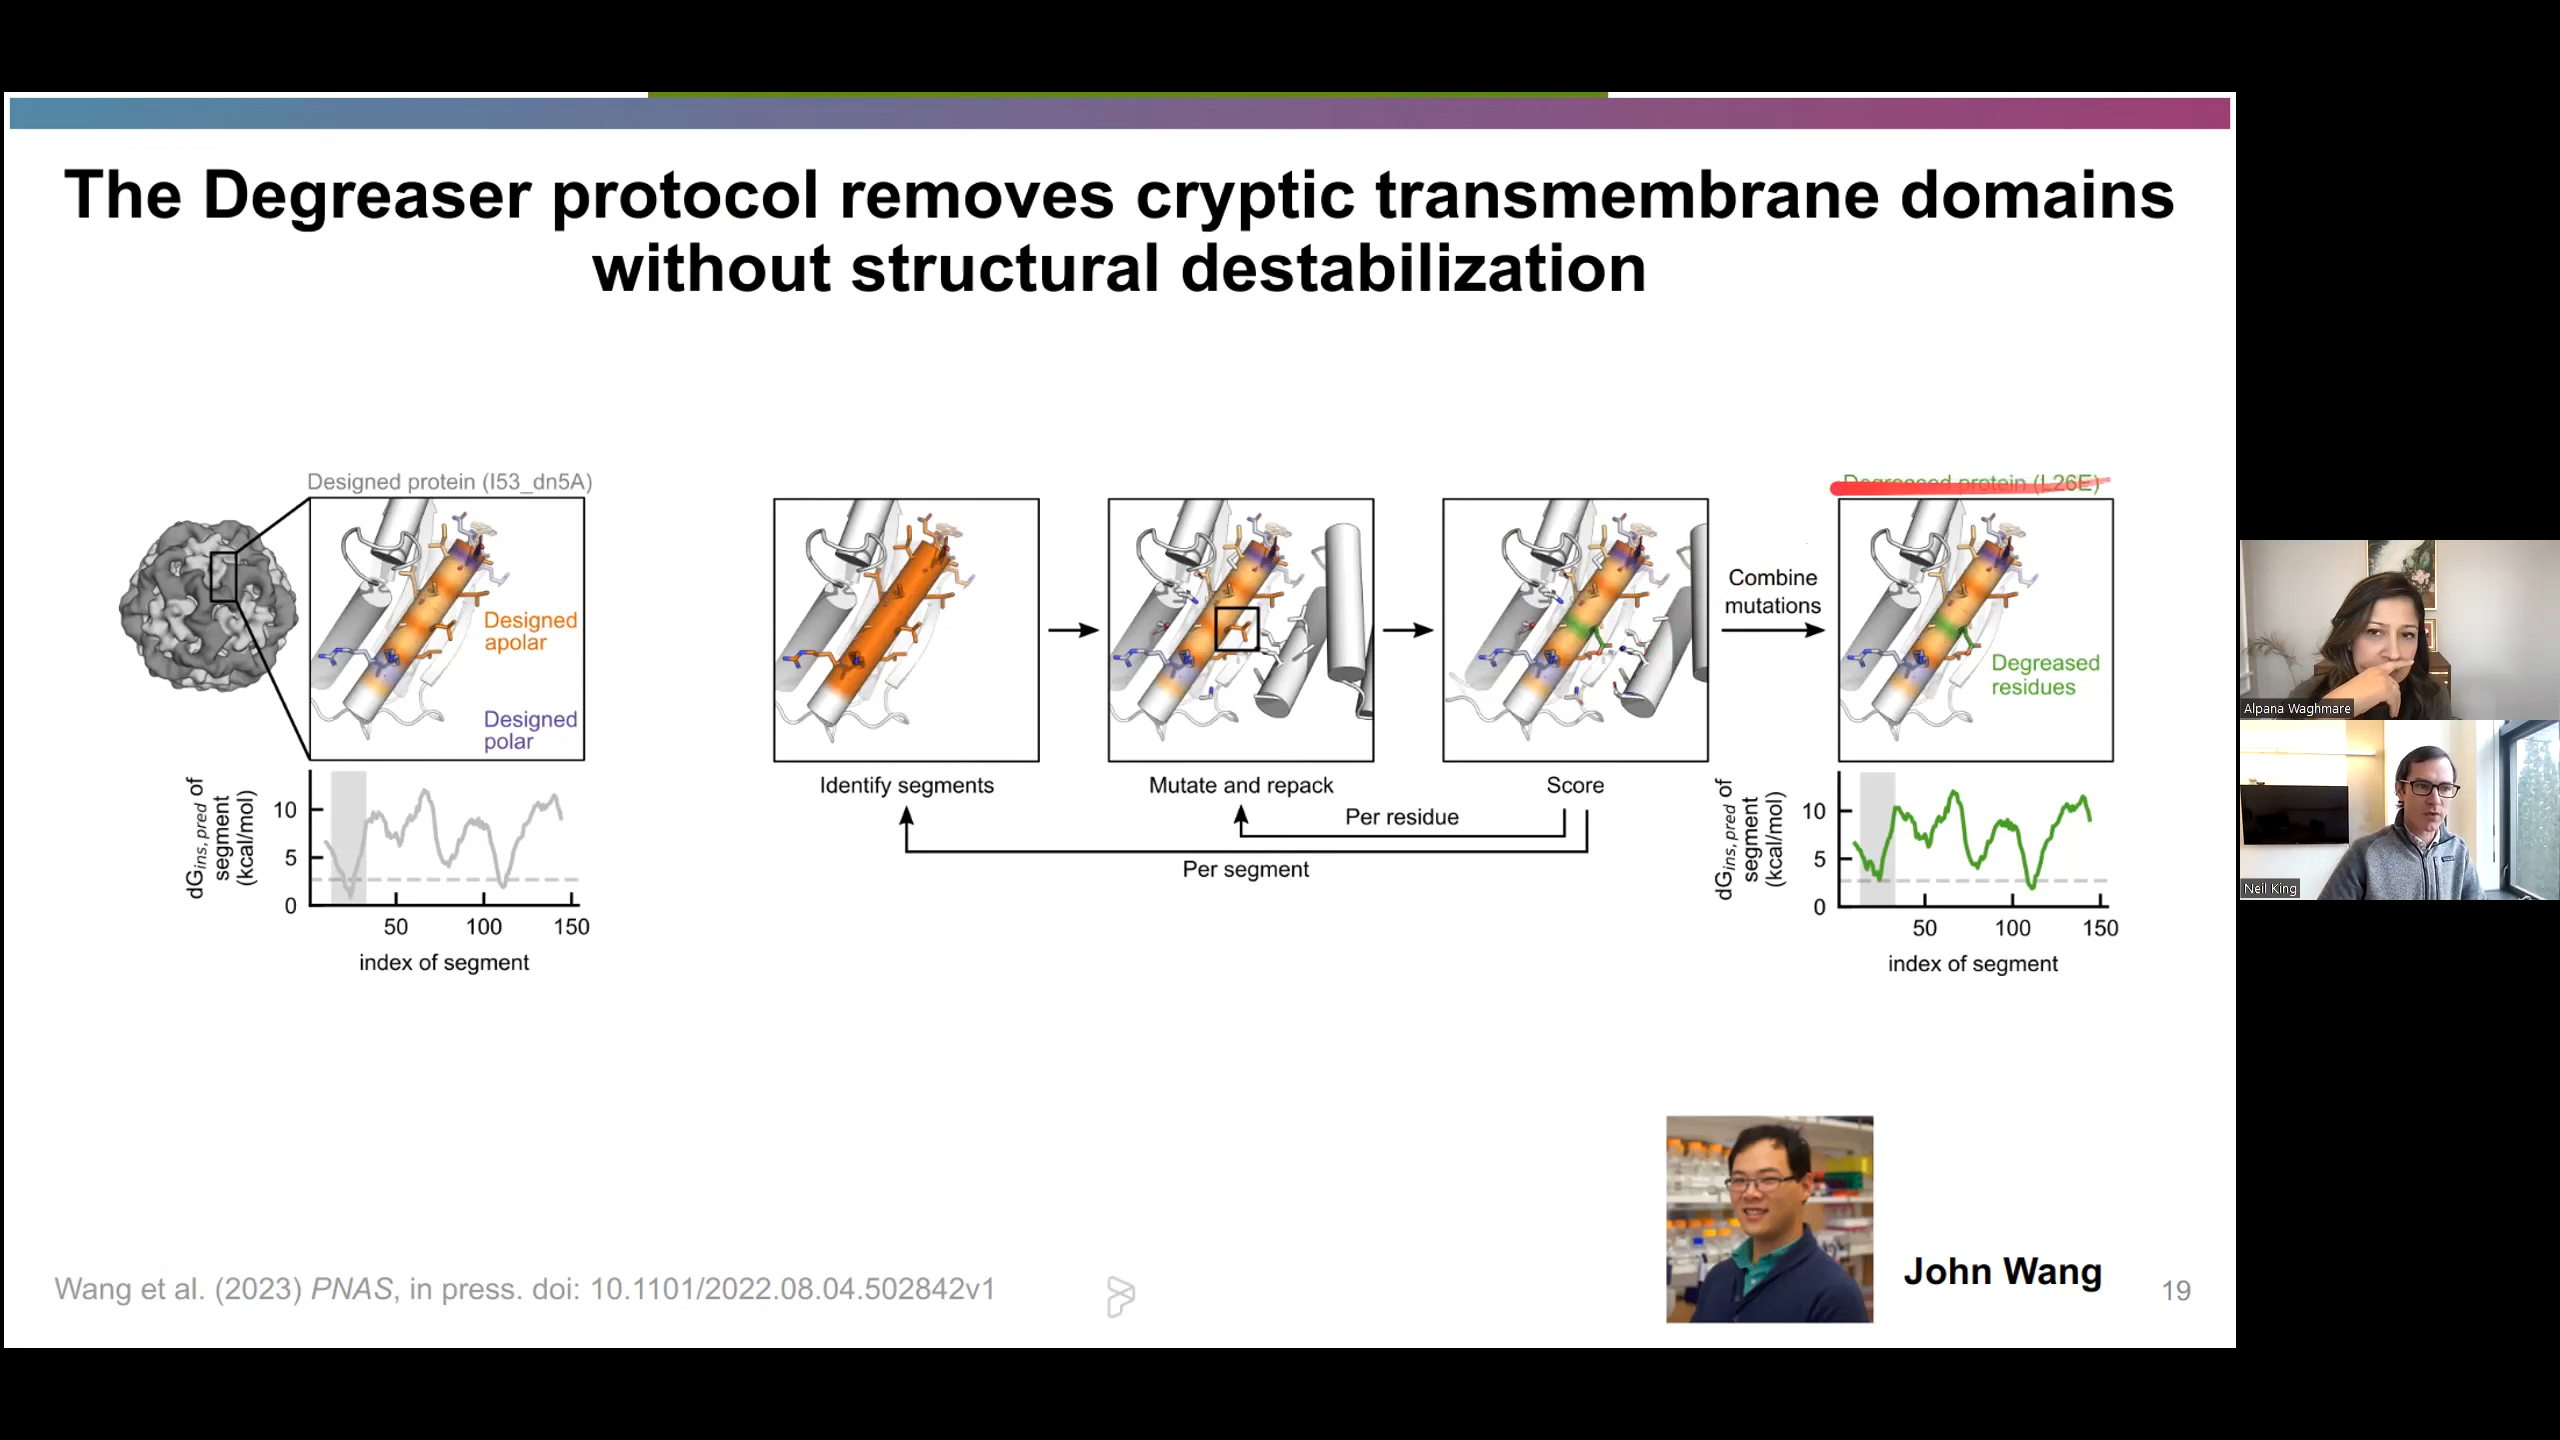 The Degreaser protocol removes cryptic transmembrane domains
without structural destabilization
Designed protein (I53_dn5A)
Designed
apolar
Designed
polar
dGins,pred of
segment
(kcal/mol)
10
5
0
50 100 150
index of segment
Identify segments
Mutate and repack
Score
Per residue
Per segment
Combine
mutations
Degreased protein (L26E)
Degreased
residues
dGins,pred of
segment
(kcal/mol)
10
5
0
50 100 150
index of segment
Alpana Waghmare
Neil King
John Wang
Wang et al. (2023) PNAS, in press. doi: 10.1101/2022.08.04.502842v1
19